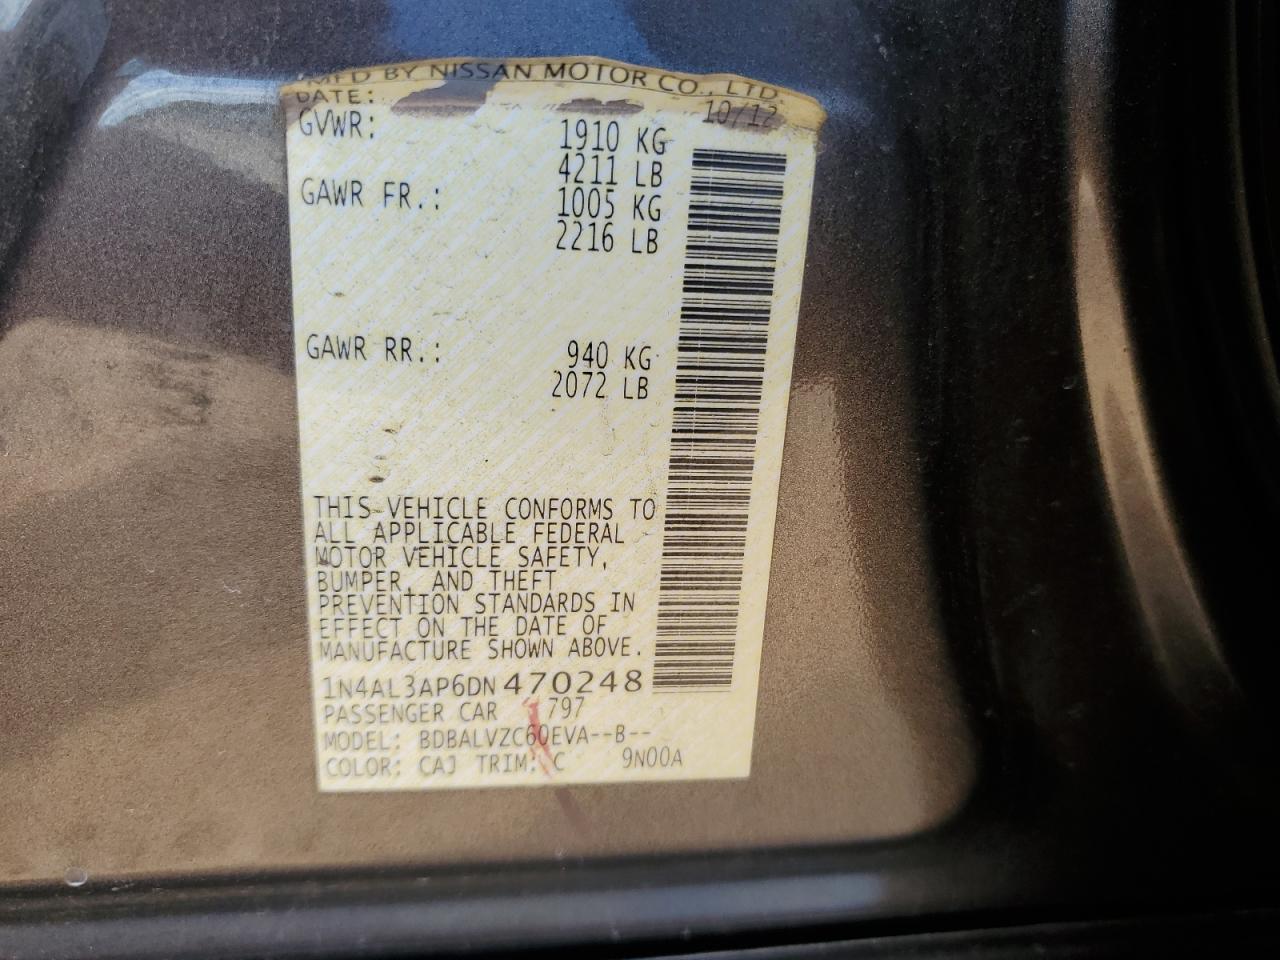 MFD BY NISSAN MOTOR CO., LTD.
DATE: 10/12
GVWR: 1910 KG
4211 LB
GAWR FR.: 1005 KG
2216 LB
GAWR RR.: 940 KG
2072 LB
THIS VEHICLE CONFORMS TO
ALL APPLICABLE FEDERAL
MOTOR VEHICLE SAFETY,
BUMPER, AND THEFT
PREVENTION STANDARDS IN
EFFECT ON THE DATE OF
MANUFACTURE SHOWN ABOVE.
1N4AL3AP6DN470248
PASSENGER CAR 1797
MODEL: BDBALVZC60EVA--B--
COLOR: CAJ TRIM: C 9N00A